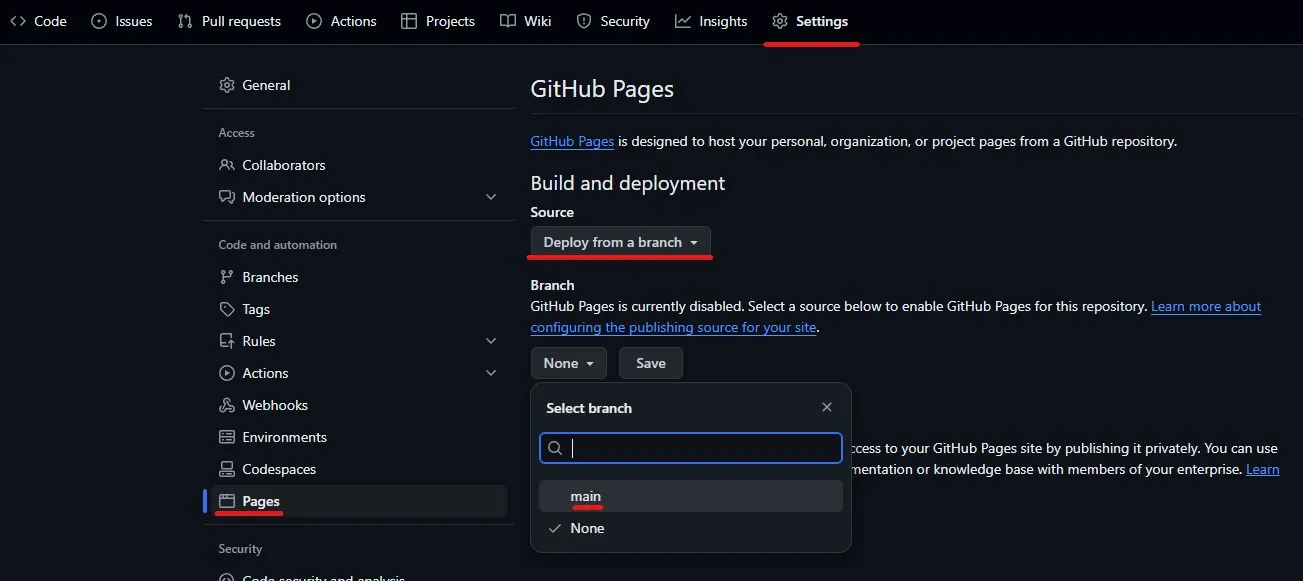 Code Issues Pull requests Actions Projects Wiki Security Insights Settings
General
Access
Collaborators
Moderation options
Code and automation
Branches
Tags
Rules
Actions
Webhooks
Environments
Codespaces
Pages
Security
Code security and analysis
GitHub Pages
GitHub Pages is designed to host your personal, organization, or project pages from a GitHub repository.
Build and deployment
Source
Deploy from a branch
Branch
GitHub Pages is currently disabled. Select a source below to enable GitHub Pages for this repository. Learn more about
configuring the publishing source for your site.
None Save
Select branch
main
None
ccess to your GitHub Pages site by publishing it privately. You can use
mentation or knowledge base with members of your enterprise. Learn